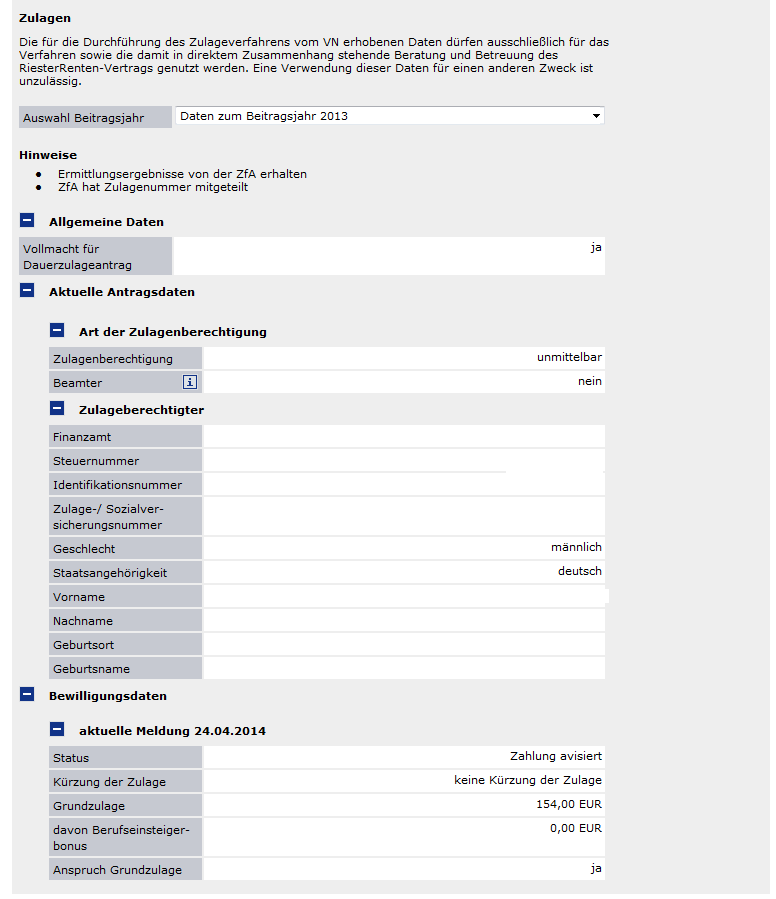 Zulagen
Die für die Durchführung des Zulageverfahrens vom VN erhobenen Daten dürfen ausschließlich für das
Verfahren sowie die damit in direktem Zusammenhang stehende Beratung und Betreuung des
RiesterRenten-Vertrags genutzt werden. Eine Verwendung dieser Daten für einen anderen Zweck ist
unzulässig.
Auswahl Beitragsjahr Daten zum Beitragsjahr 2013
Hinweise
• Ermittlungsergebnisse von der ZfA erhalten
• ZfA hat Zulagenummer mitgeteilt
Allgemeine Daten
Vollmacht für ja
Dauerzulageantrag
Aktuelle Antragsdaten
Art der Zulagenberechtigung
Zulagenberechtigung unmittelbar
Beamter i nein
Zulageberechtigter
Finanzamt
Steuernummer
Identifikationsnummer
Zulage-/ Sozialver-
sicherungsnummer
Geschlecht männlich
Staatsangehörigkeit deutsch
Vorname
Nachname
Geburtsort
Geburtsname
Bewilligungsdaten
aktuelle Meldung 24.04.2014
Status Zahlung avisiert
Kürzung der Zulage keine Kürzung der Zulage
Grundzulage 154,00 EUR
davon Berufseinsteiger- 0,00 EUR
bonus
Anspruch Grundzulage ja